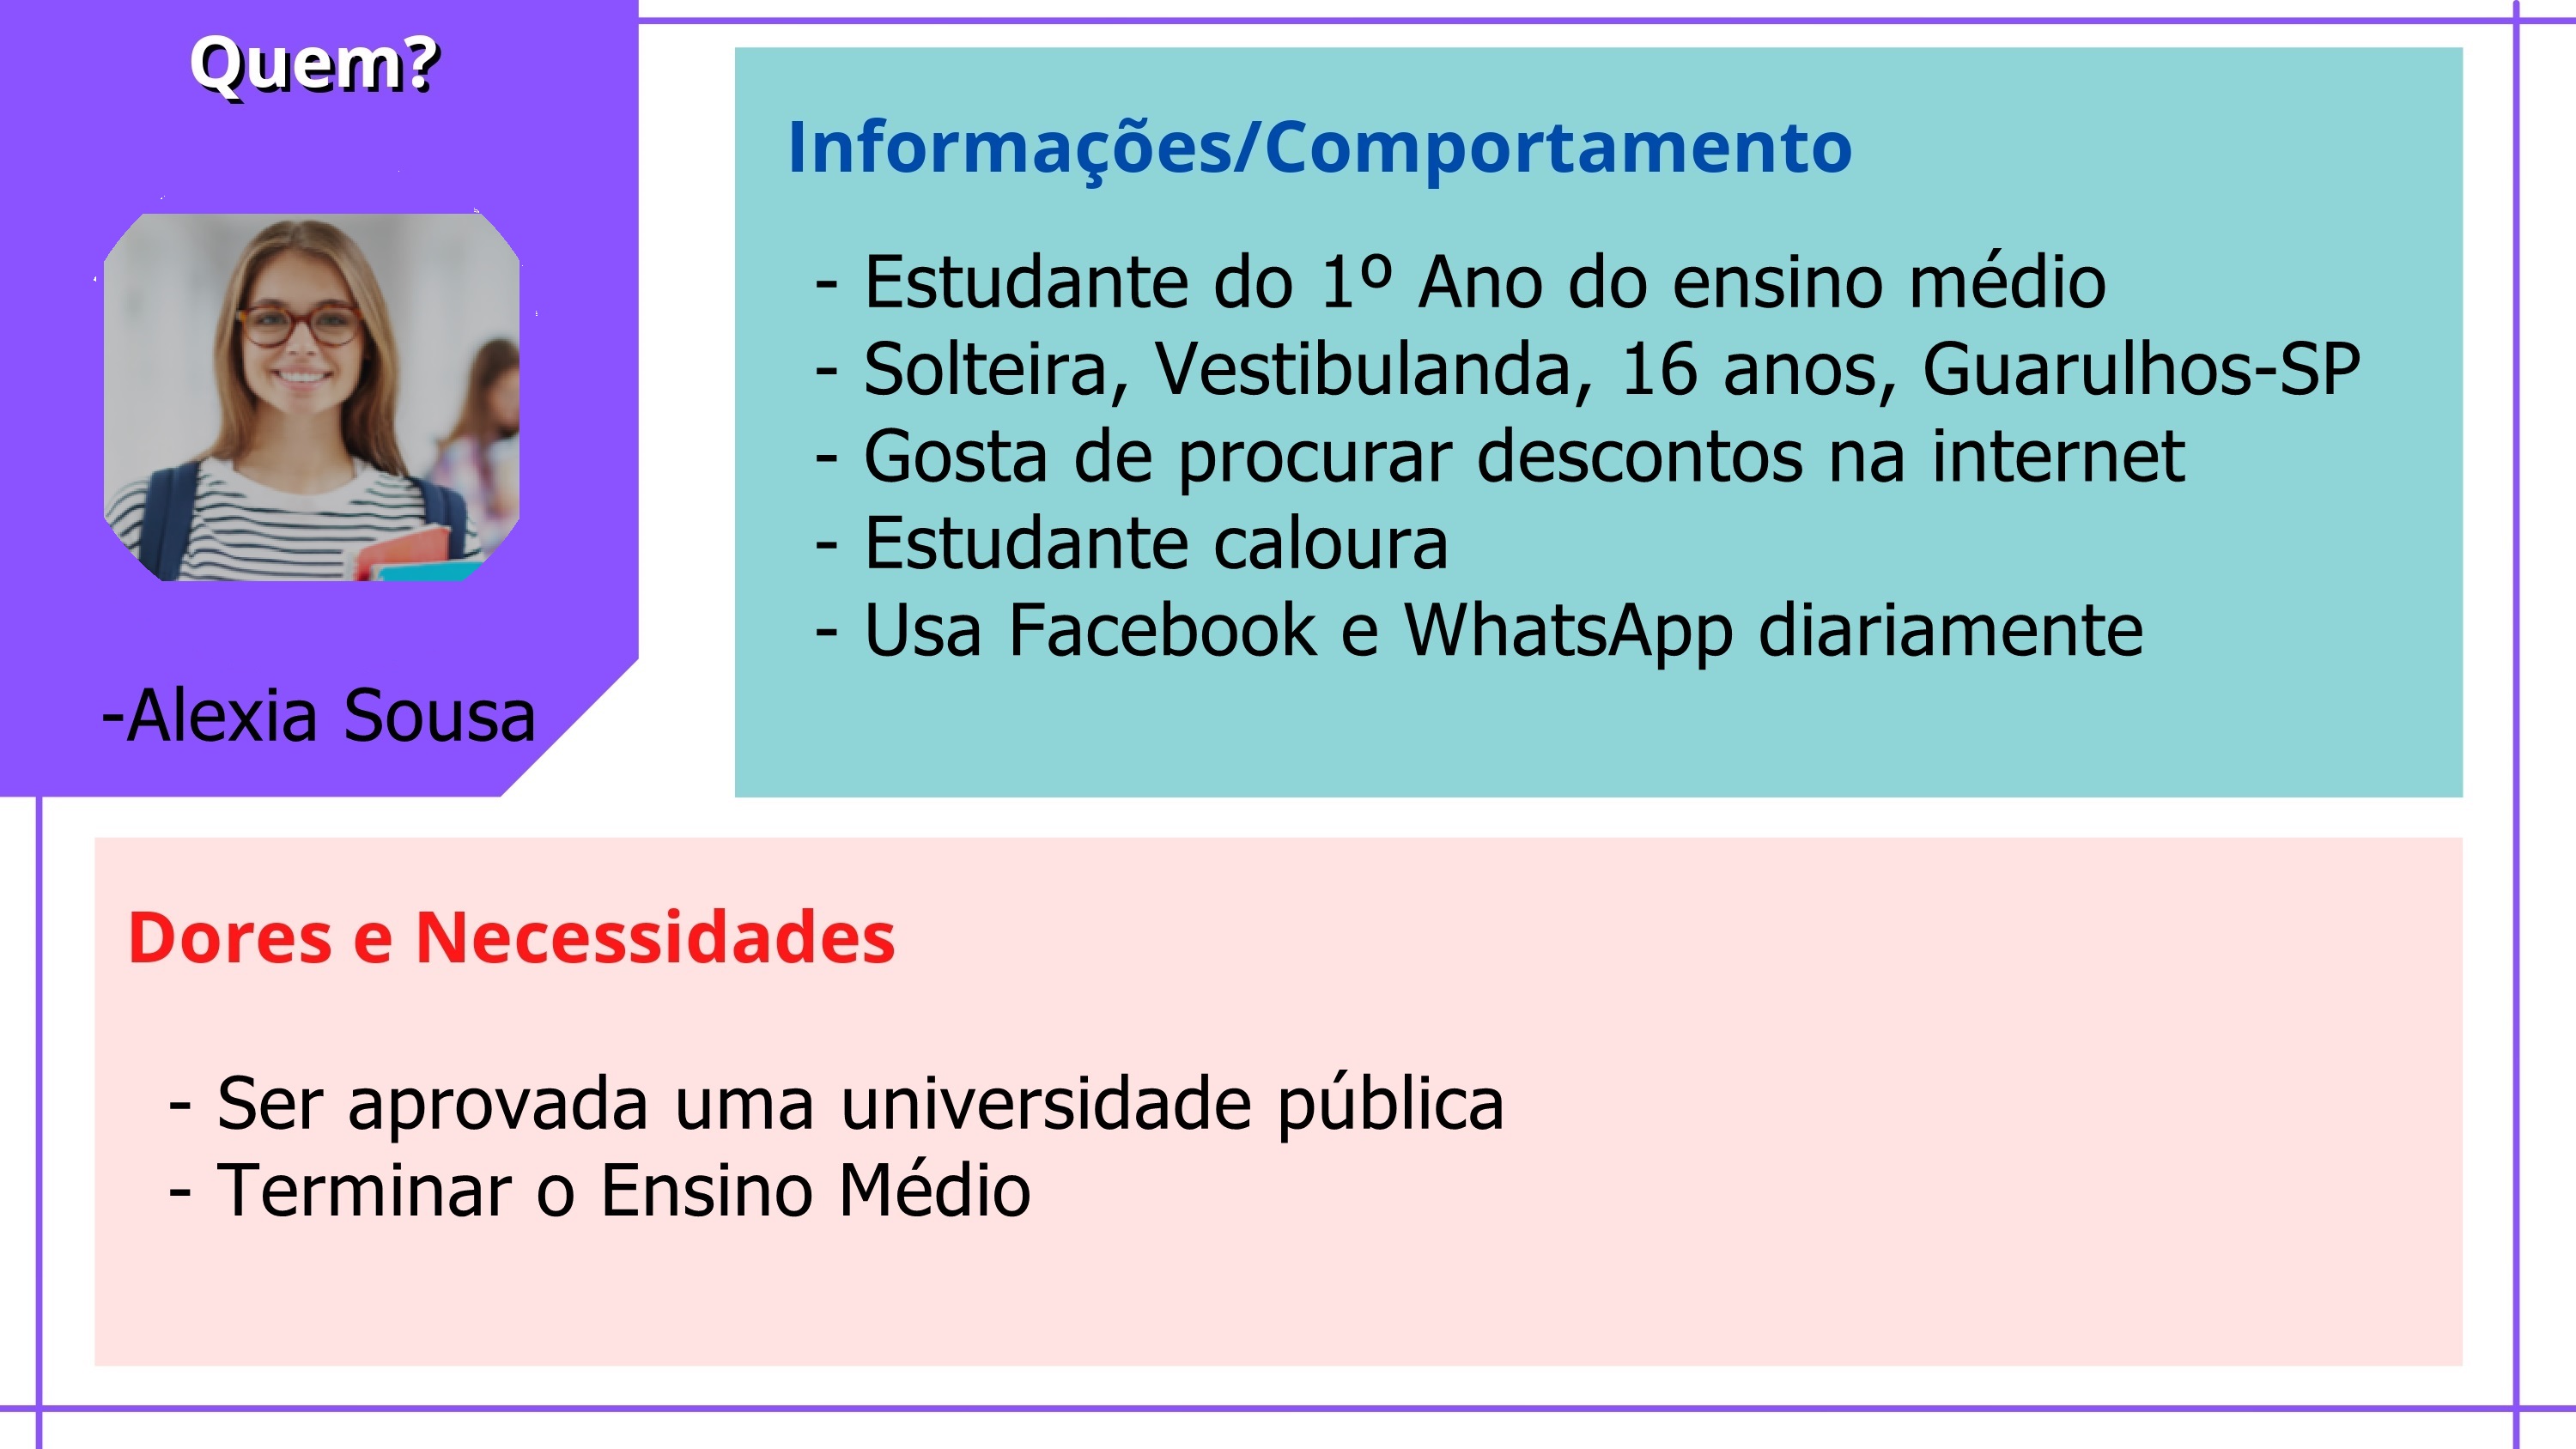 Quem?
-Alexia Sousa
Informações/Comportamento
- Estudante do 1º Ano do ensino médio
- Solteira, Vestibulanda, 16 anos, Guarulhos-SP
- Gosta de procurar descontos na internet
- Estudante caloura
- Usa Facebook e WhatsApp diariamente
Dores e Necessidades
- Ser aprovada uma universidade pública
- Terminar o Ensino Médio